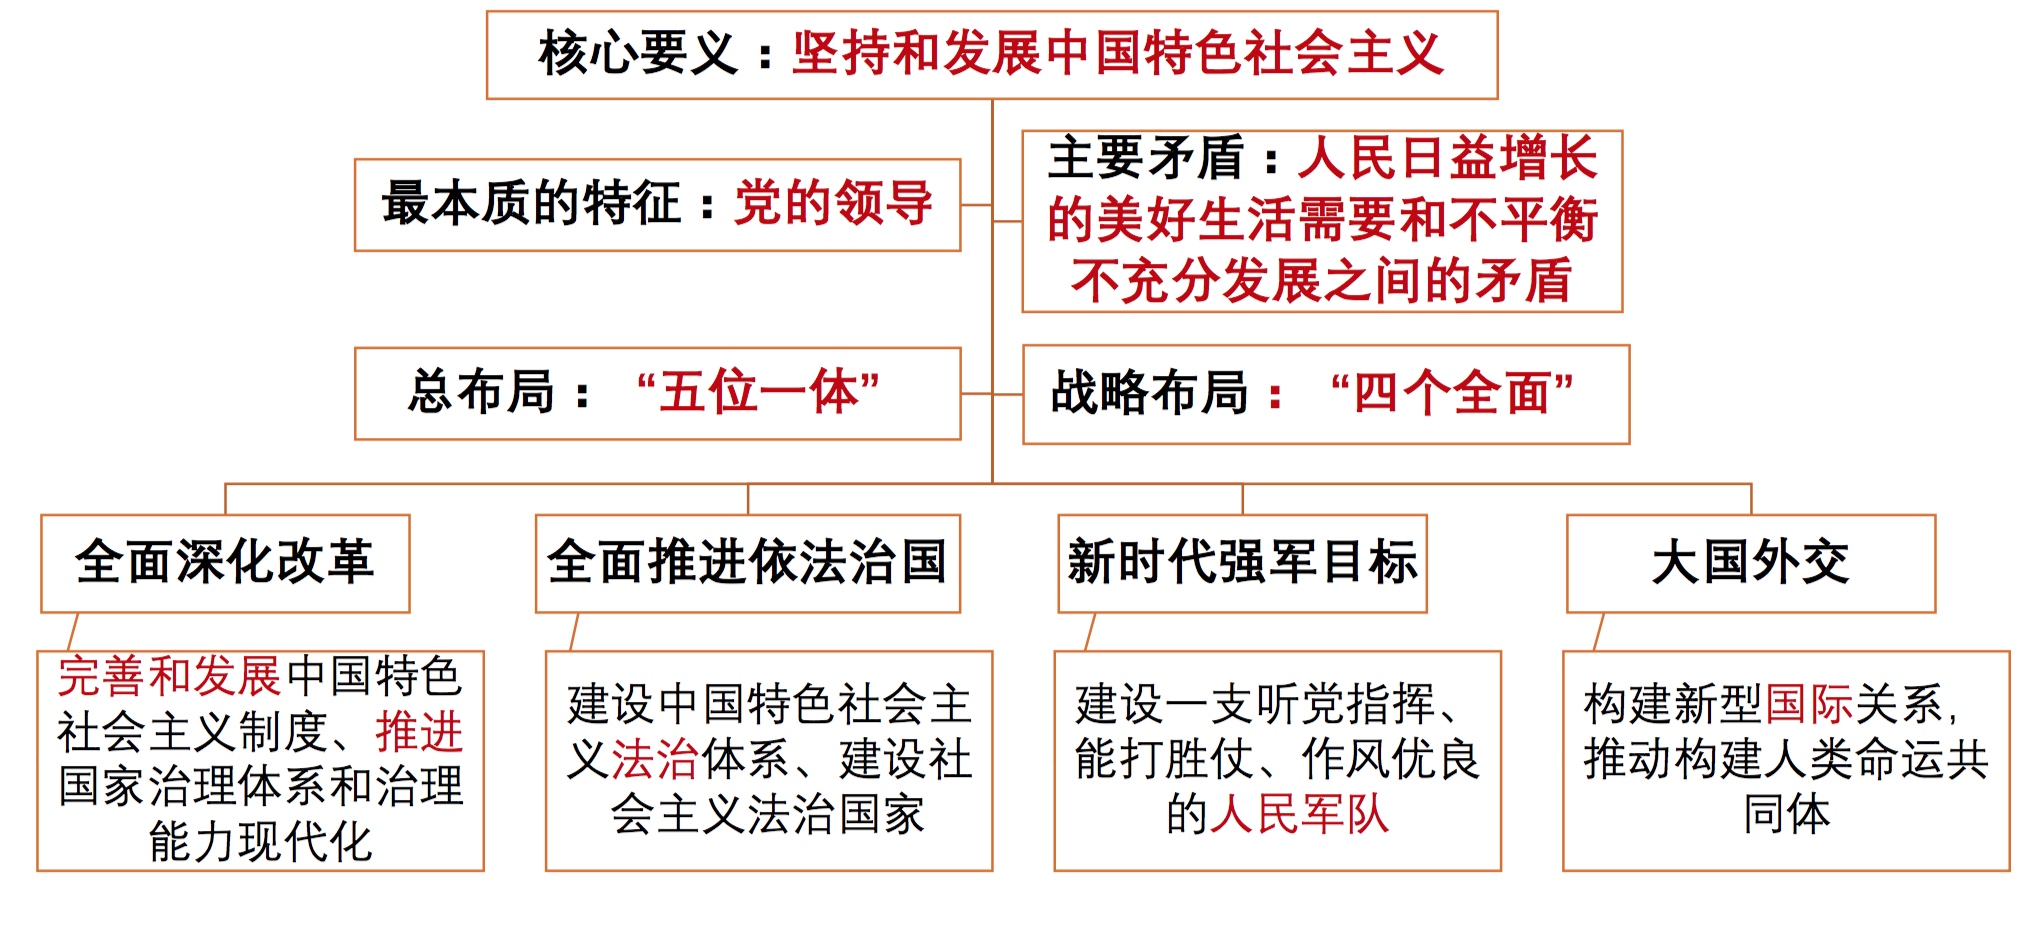 核心要义：坚持和发展中国特色社会主义
最本质的特征：党的领导
主要矛盾：人民日益增长
的美好生活需要和不平衡
不充分发展之间的矛盾
总布局：“五位一体”
战略布局：“四个全面”
全面深化改革
全面推进依法治国
新时代强军目标
大国外交
完善和发展中国特色
社会主义制度、推进
国家治理体系和治理
能力现代化
建设中国特色社会主
义法治体系、建设社
会主义法治国家
建设一支听党指挥、
能打胜仗、作风优良
的人民军队
构建新型国际关系，
推动构建人类命运共
同体